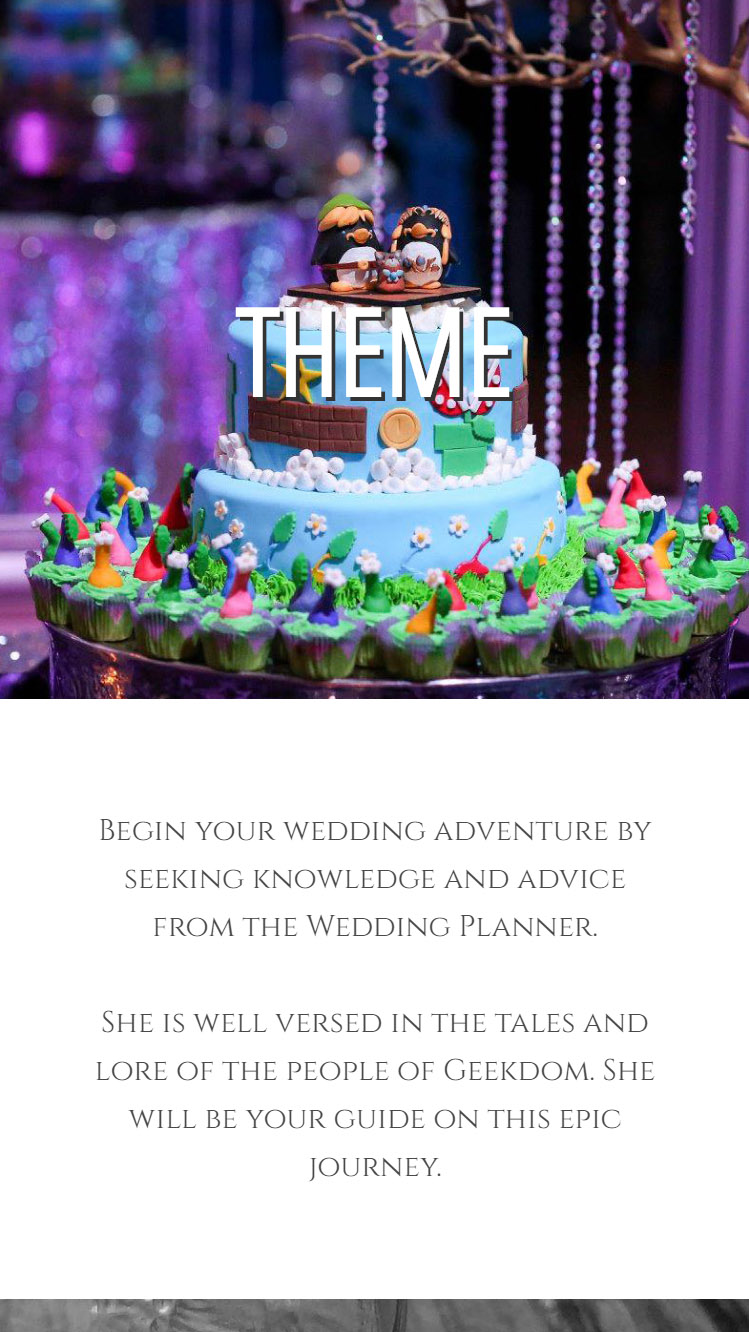 THEME
Begin your wedding adventure by
seeking knowledge and advice
from the Wedding Planner.
She is well versed in the tales and
lore of the people of Geekdom. She
will be your guide on this epic
journey.